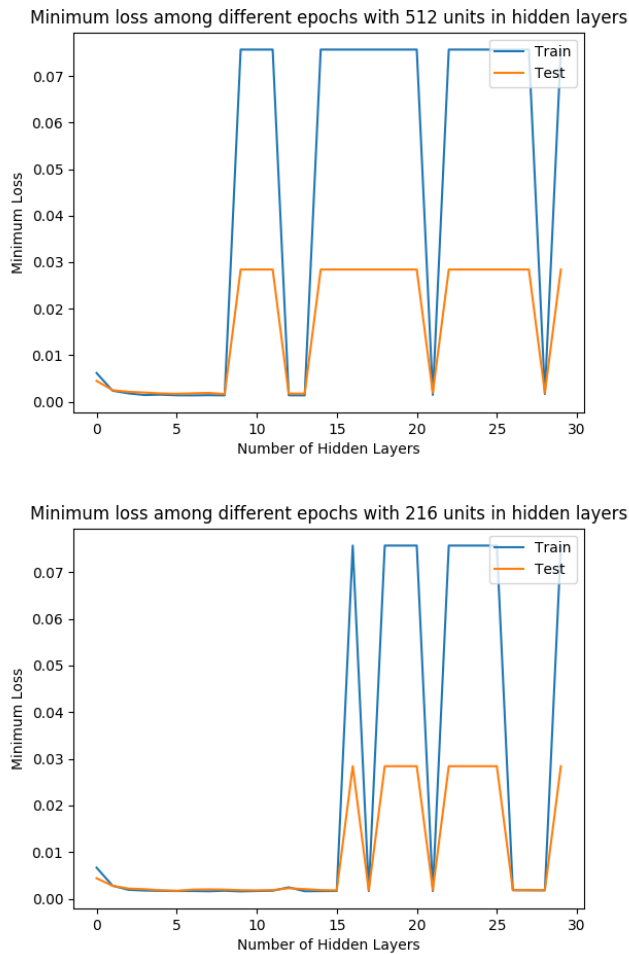 Minimum loss among different epochs with 512 units in hidden layers
Train
Test
0.07
0.06
0.05
0.04
0.03
0.02
0.01
0.00
Minimum Loss
0 5 10 15 20 25 30
Number of Hidden Layers
Minimum loss among different epochs with 216 units in hidden layers
Train
Test
0.07
0.06
0.05
0.04
0.03
0.02
0.01
0.00
Minimum Loss
0 5 10 15 20 25 30
Number of Hidden Layers